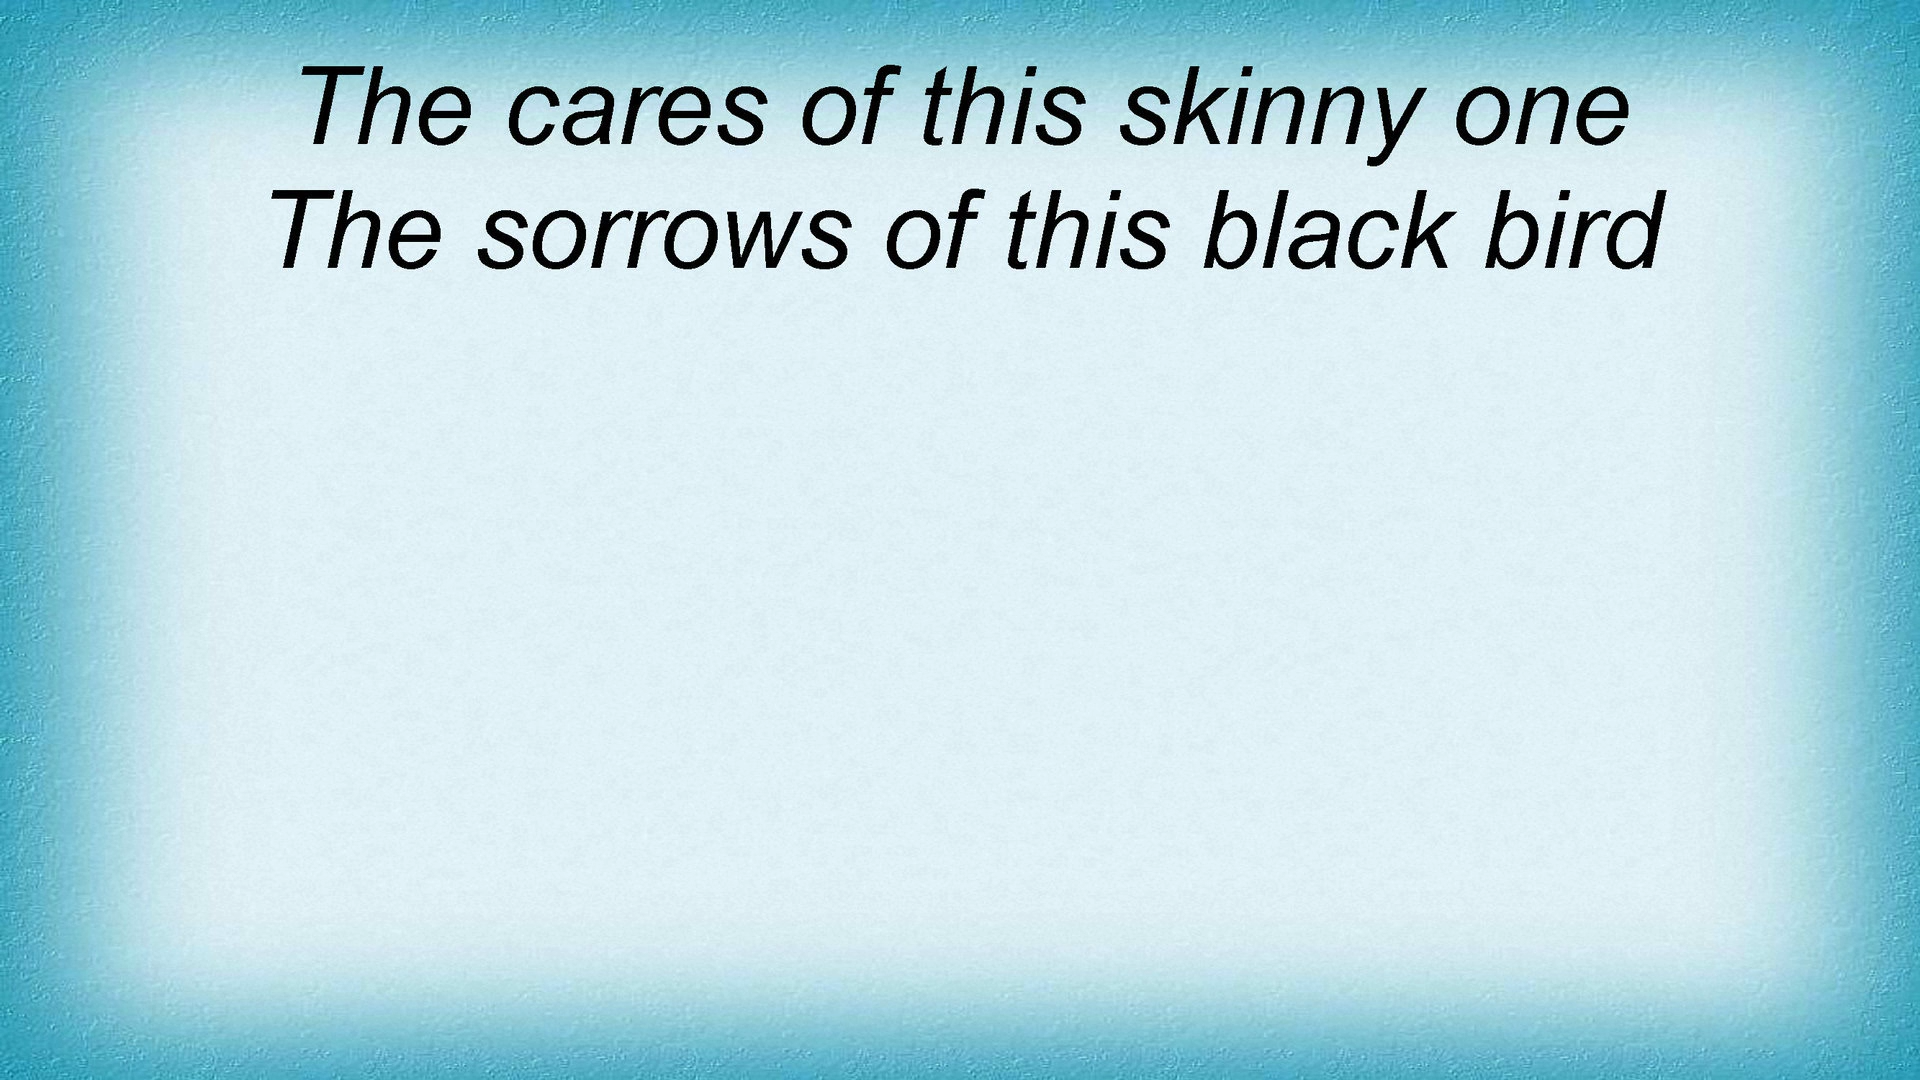 The cares of this skinny one
The sorrows of this black bird